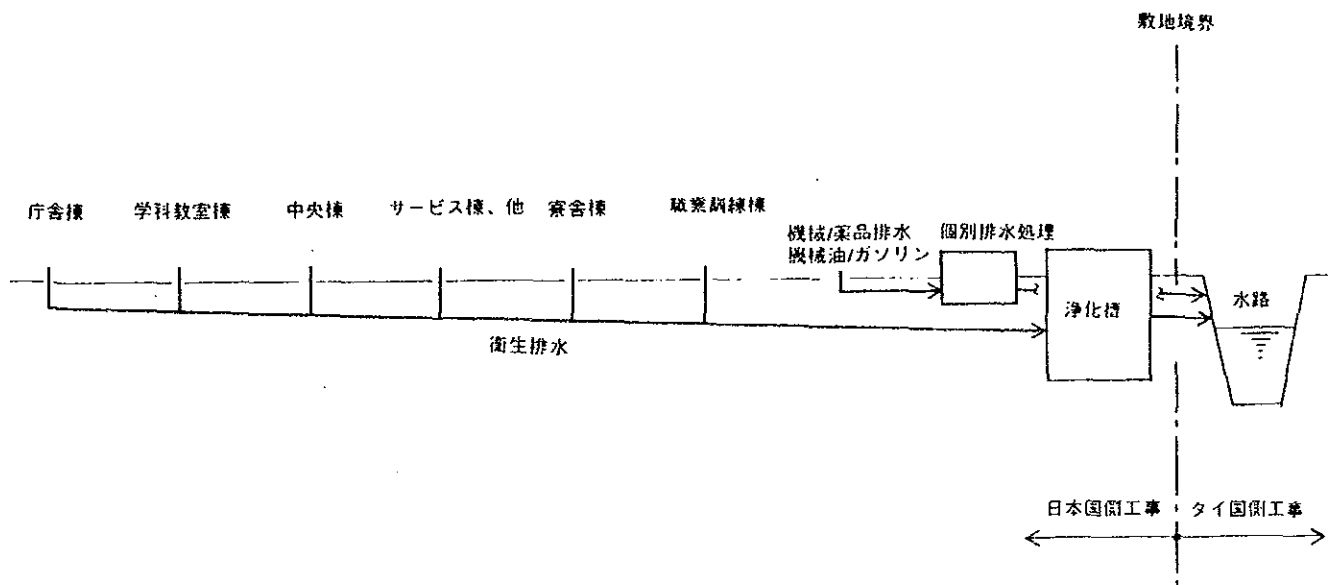 敷地境界
庁舎棟
学科教室棟
中央棟
サービス棟、他
寮舎棟
職業訓練棟
機械/薬品排水
機械油/ガソリン
個別排水処理
浄化槽
水路
衛生排水
日本国側工事
タイ国側工事